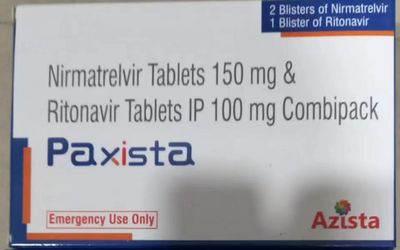 2 Blisters of Nirmatrelvir
1 Blister of Ritonavir
Nirmatrelvir Tablets 150 mg &
Ritonavir Tablets IP 100 mg Combipack
Paxista
Emergency Use Only
Azista